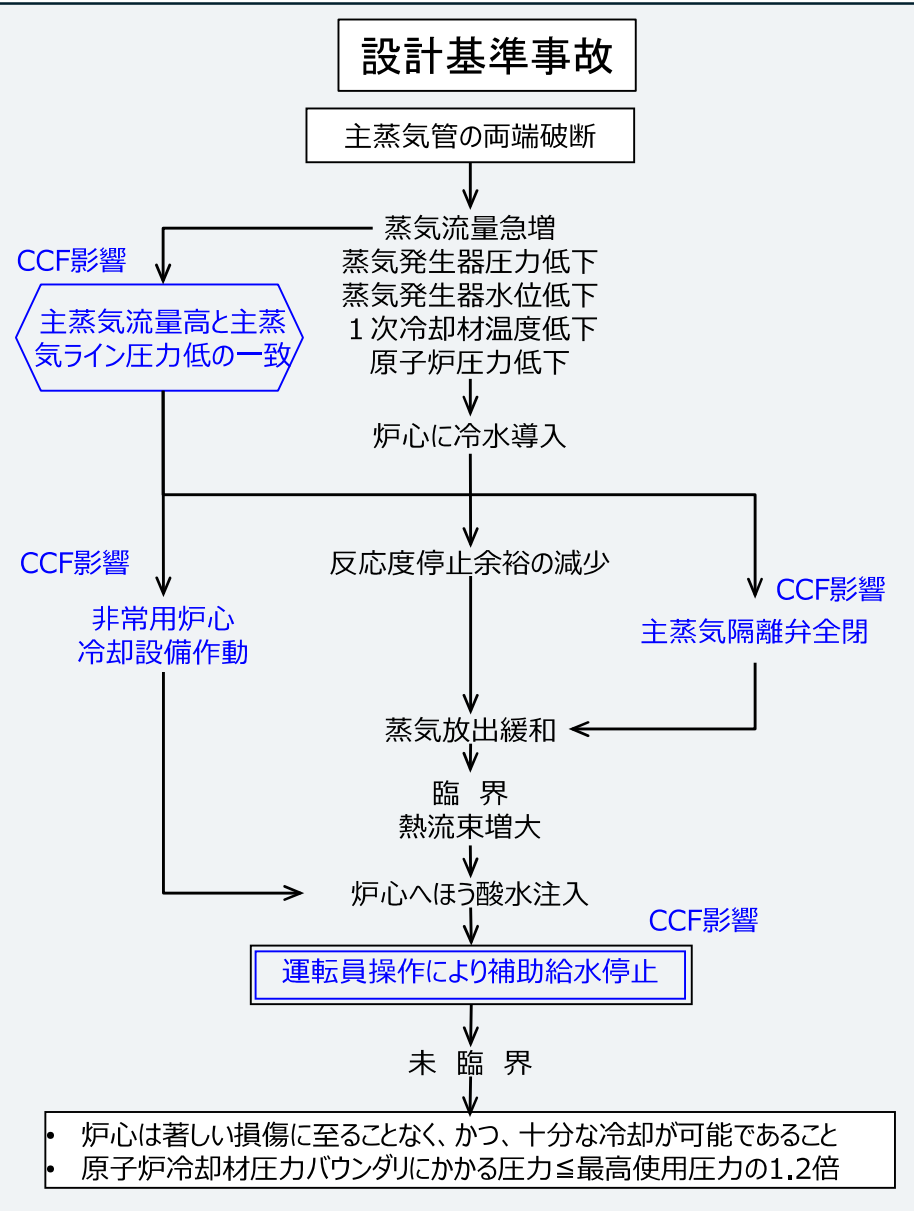 設計基準事故
主蒸気管の両端破断
蒸気流量急増
蒸気発生器圧力低下
蒸気発生器水位低下
１次冷却材温度低下
原子炉圧力低下
CCF影響
主蒸気流量高と主蒸
気ライン圧力低の一致
炉心に冷水導入
CCF影響
非常用炉心
冷却設備作動
反応度停止余裕の減少
CCF影響
主蒸気隔離弁全閉
蒸気放出緩和
臨　界
熱流束増大
炉心へほう酸水注入
CCF影響
運転員操作により補助給水停止
未　臨　界
• 炉心は著しい損傷に至ることなく、かつ、十分な冷却が可能であること
• 原子炉冷却材圧力バウンダリにかかる圧力≦最高使用圧力の1.2倍